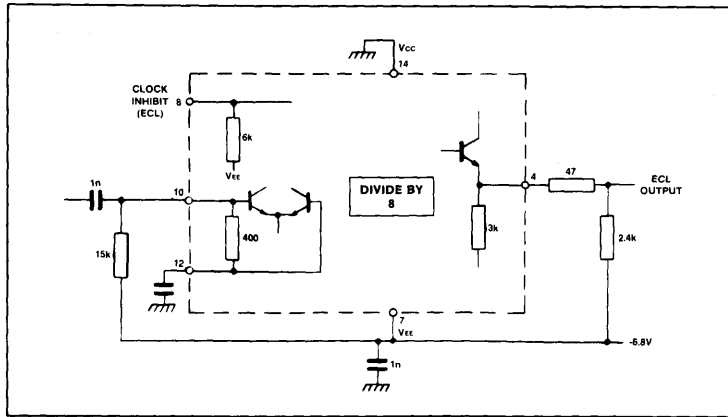 VCC
14
CLOCK
INHIBIT
(ECL)
8
6k
VEE
1n
10
400
15k
12
DIVIDE BY
8
4
47
ECL
OUTPUT
3k
2.4k
7
VEE
-6.8V
1n